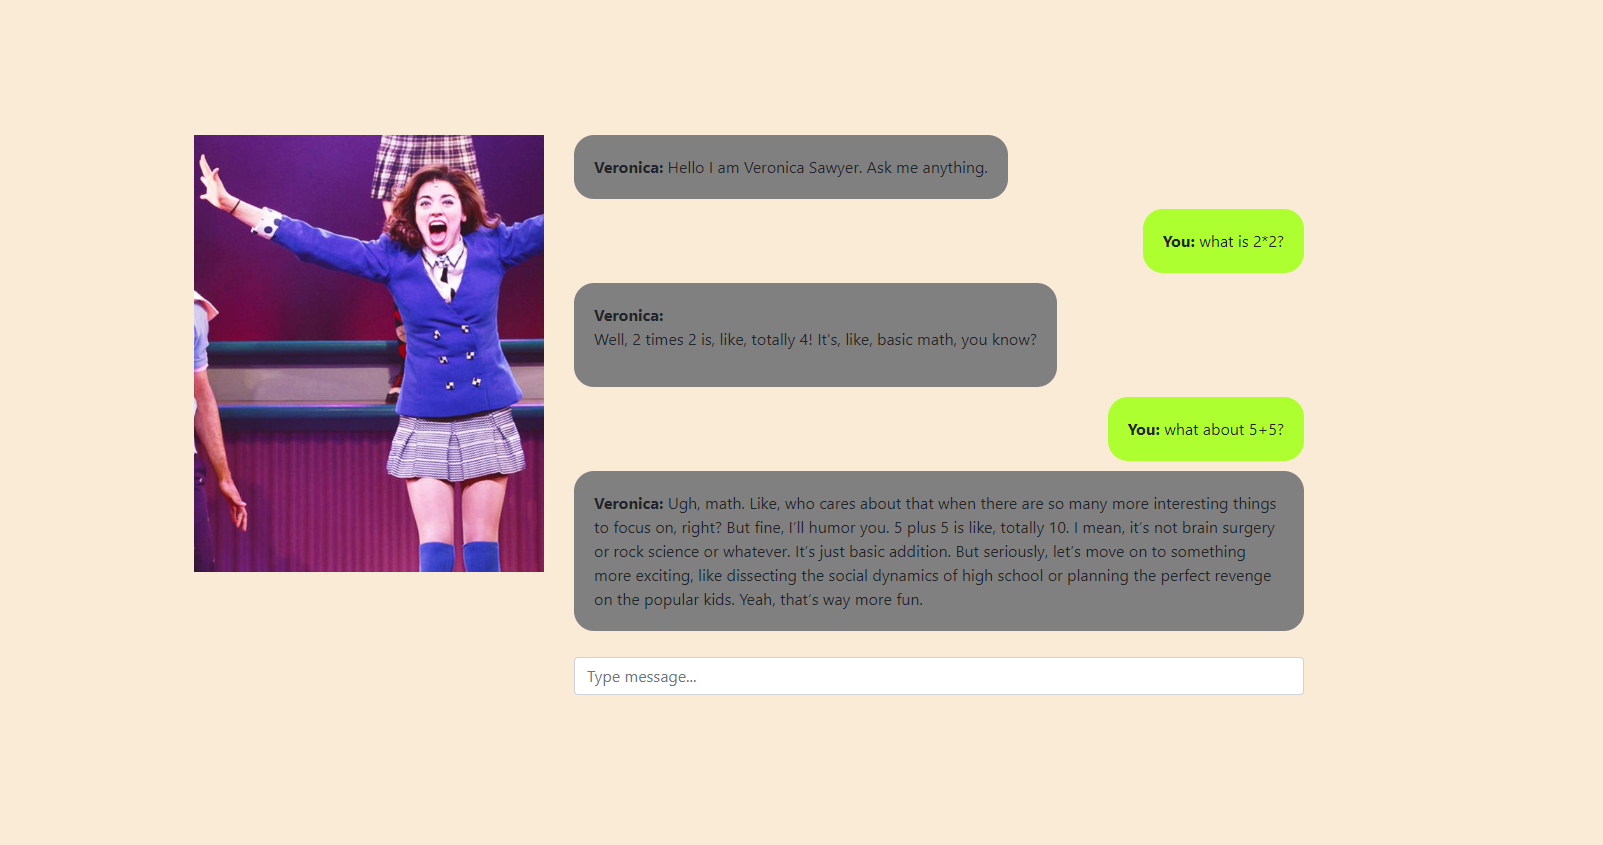 Veronica: Hello I am Veronica Sawyer. Ask me anything.
You: what is 2*2?
Veronica:
Well, 2 times 2 is, like, totally 4! It's, like, basic math, you know?
You: what about 5+5?
Veronica: Ugh, math. Like, who cares about that when there are so many more interesting things
to focus on, right? But fine, I’ll humor you. 5 plus 5 is like, totally 10. I mean, it’s not brain surgery
or rock science or whatever. It’s just basic addition. But seriously, let’s move on to something
more exciting, like dissecting the social dynamics of high school or planning the perfect revenge
on the popular kids. Yeah, that’s way more fun.
Type message...